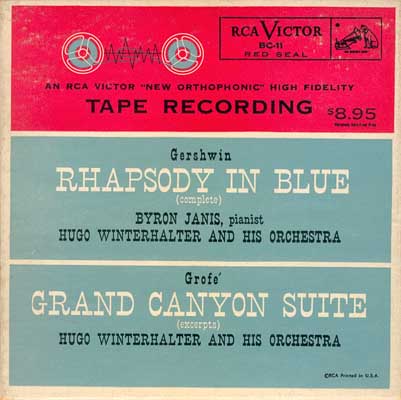 RCA VICTOR
BC-11
RED SEAL
AN RCA VICTOR "NEW ORTHOPHONIC" HIGH FIDELITY
TAPE RECORDING
$8.95
Gershwin
RHAPSODY IN BLUE
(complete)
BYRON JANIS, pianist
HUGO WINTERHALTER AND HIS ORCHESTRA
Grofe´
GRAND CANYON SUITE
(excerpts)
HUGO WINTERHALTER AND HIS ORCHESTRA
©RCA Printed in U.S.A.